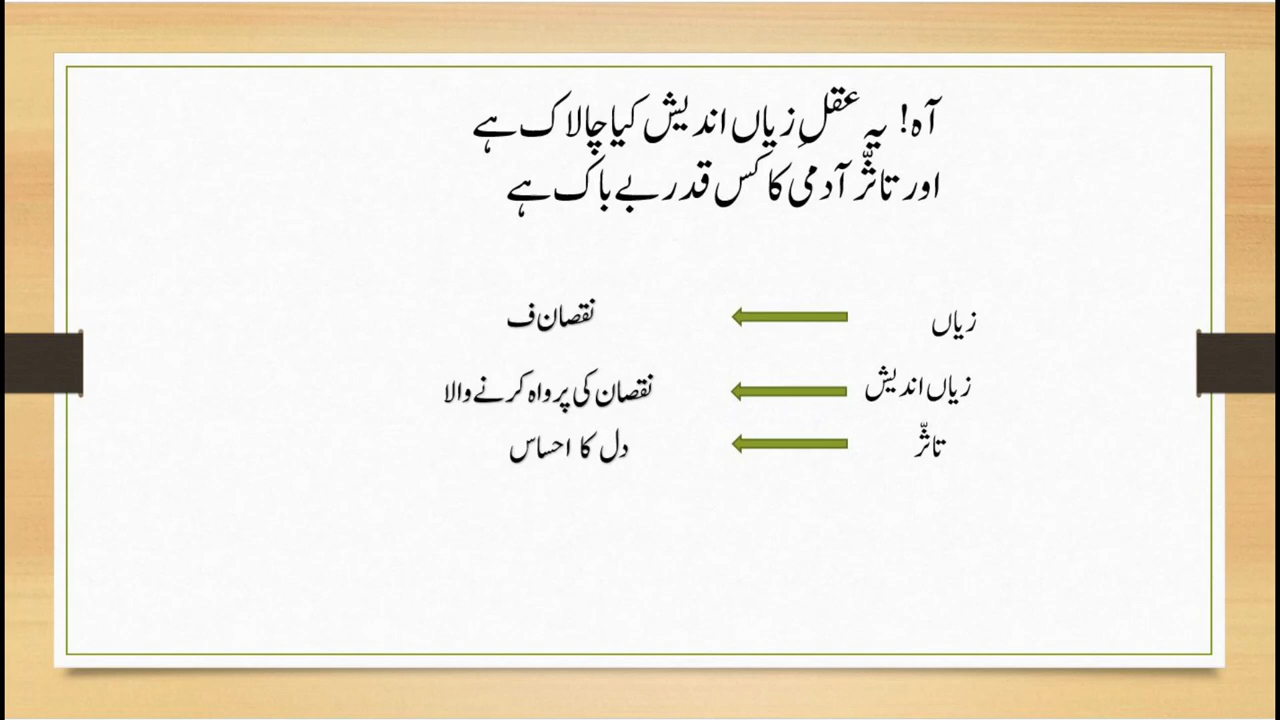 آہ! یہ عقلِ زیاں اندیش کیا چالاک ہے
اور تاثّر آدمی کا کس قدر بے باک ہے
زیاں نقصان ف
زیاں اندیش نقصان کی پرواہ کرنے والا
تاثّر دل کا احساس